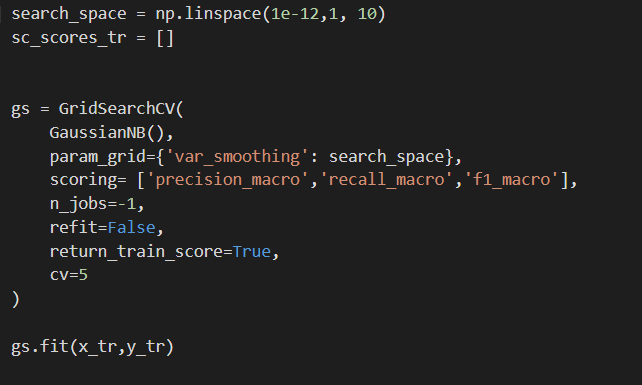 search_space = np.linspace(1e-12,1, 10)
sc_scores_tr = []
gs = GridSearchCV(
    GaussianNB(),
    param_grid={'var_smoothing': search_space},
    scoring= ['precision_macro','recall_macro','f1_macro'],
    n_jobs=-1,
    refit=False,
    return_train_score=True,
    cv=5
)
gs.fit(x_tr,y_tr)